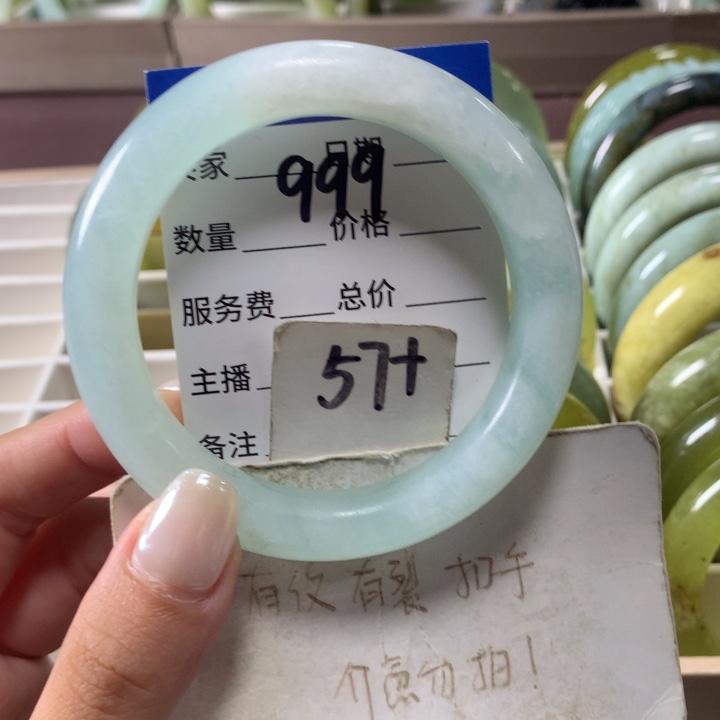 家 日期
999
数量 价格
服务费 总价
主播
57+
备注
有纹 有裂 扣手
介意勿拍!